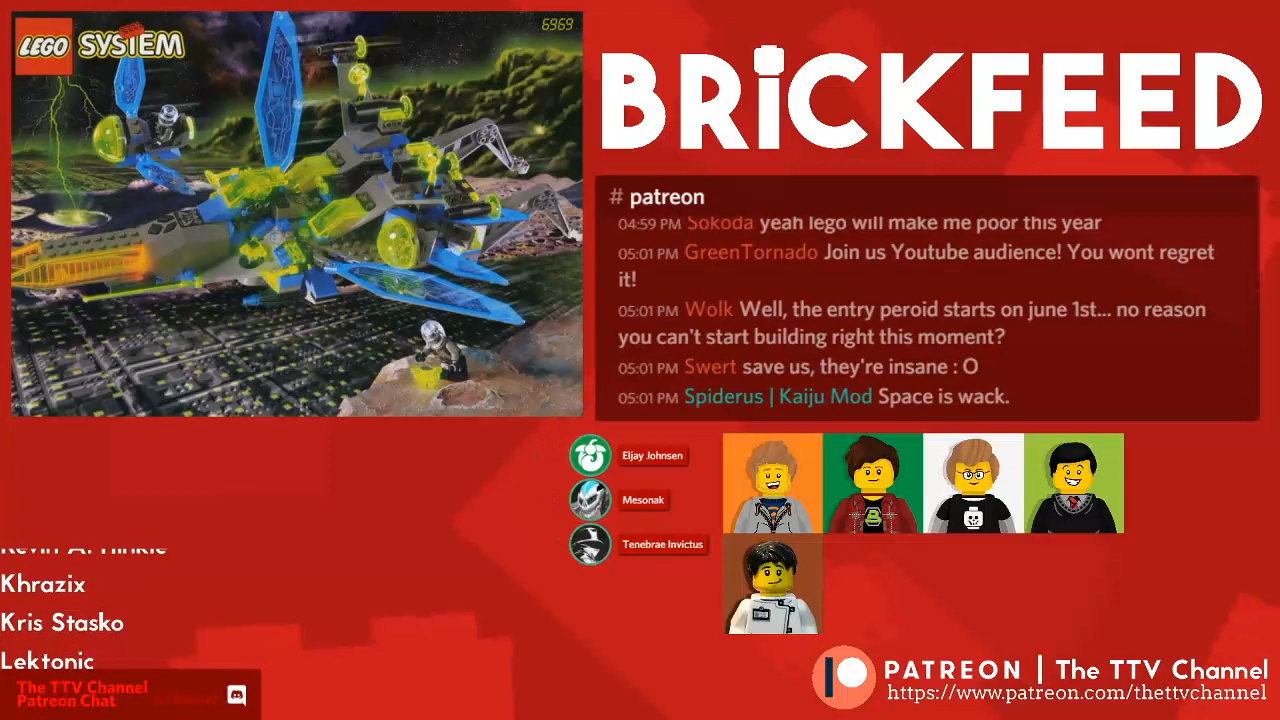 LEGO SYSTEM
6969
BRICKFEED
# patreon
04:59 PM Sokoda yeah lego will make me poor this year
05:01 PM GreenTornado Join us Youtube audience! You wont regret
it!
05:01 PM Wolk Well, the entry peroid starts on june 1st... no reason
you can't start building right this moment?
05:01 PM Swert save us, they're insane : O
05:01 PM Spiderus | Kaiju Mod Space is wack.
Eljay Johnsen
Mesonak
Tenebrae Invictus
Kevin A. Hinkle
Khrazix
Kris Stasko
Lektonic
The TTV Channel
Patreon Chat
PATREON | The TTV Channel
https://www.patreon.com/thettvchannel